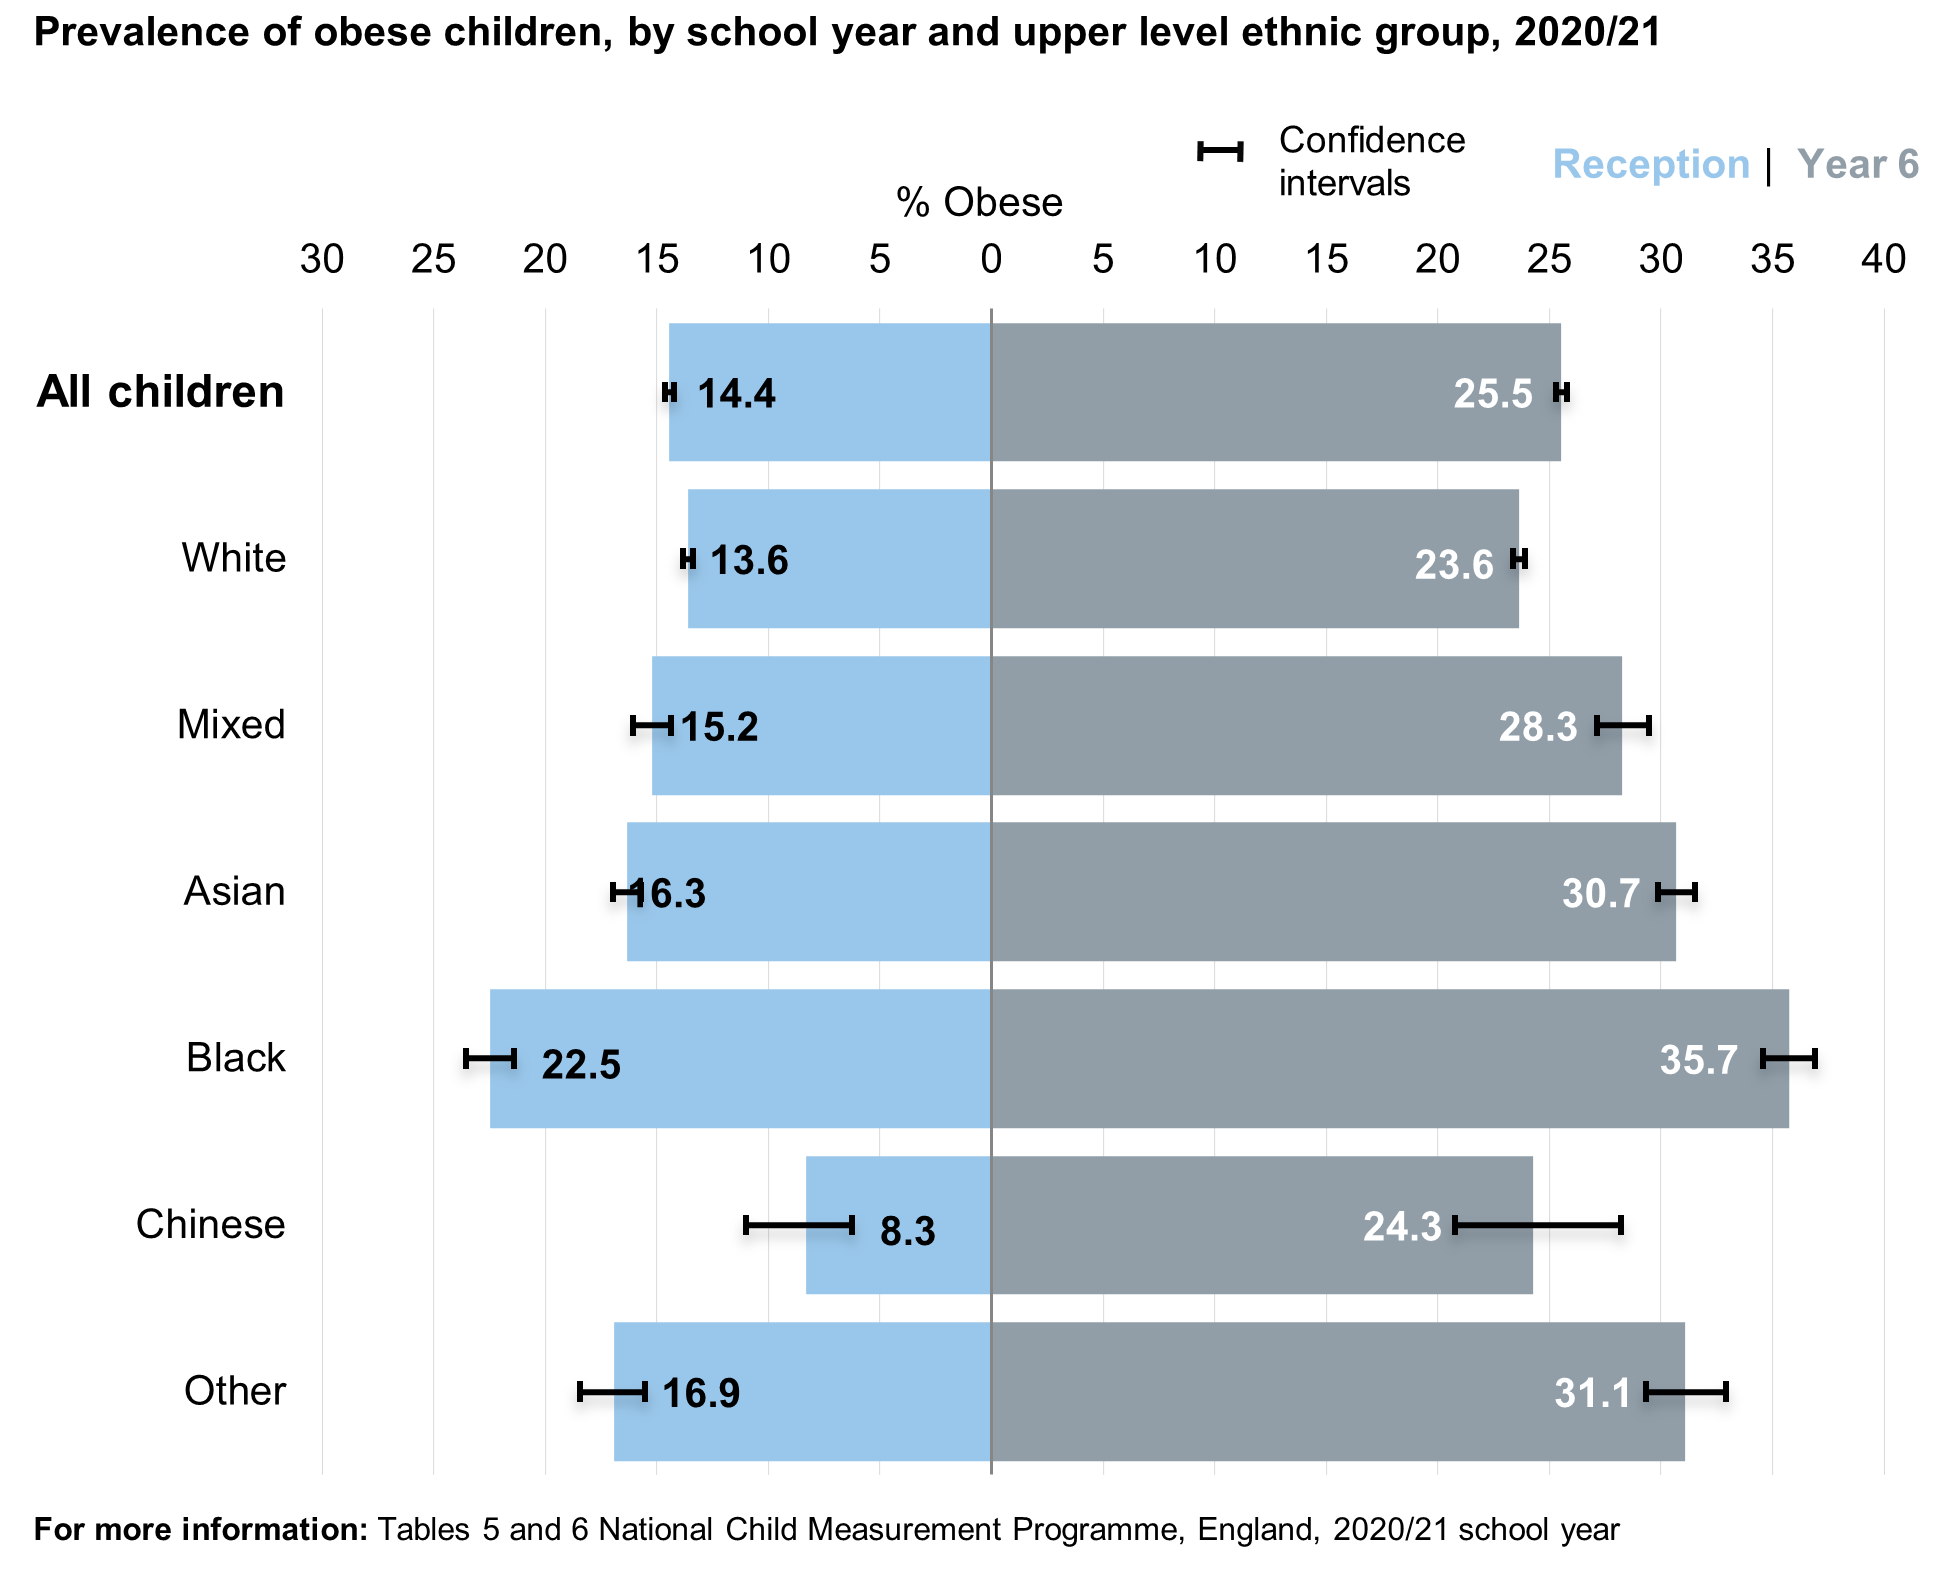 Prevalence of obese children, by school year and upper level ethnic group, 2020/21
Confidence
intervals
Reception | Year 6
% Obese
30 25 20 15 10 5 0 5 10 15 20 25 30 35 40
All children 14.4 25.5
White 13.6 23.6
Mixed 15.2 28.3
Asian 16.3 30.7
Black 22.5 35.7
Chinese 8.3 24.3
Other 16.9 31.1
For more information: Tables 5 and 6 National Child Measurement Programme, England, 2020/21 school year